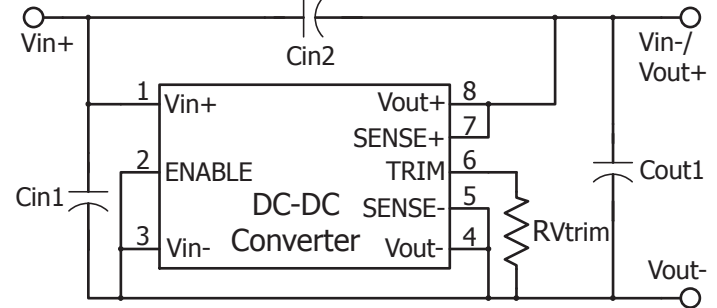 Vin+
Cin2
Vin-/
Vout+
1 Vin+
Vout+ 8
SENSE+ 7
2 ENABLE
TRIM 6
Cin1
DC-DC
Converter
SENSE- 5
3 Vin-
Vout- 4
RVtrim
Cout1
Vout-